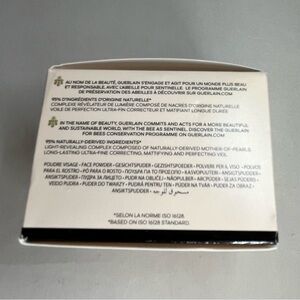 AU NOM DE LA BEAUTÉ, GUERLAIN S'ENGAGE ET AGIT POUR UN MONDE PLUS BEAU
ET RESPONSABLE, AVEC L'ABEILLE POUR SENTINELLE. LE PROGRAMME GUERLAIN
DE PRÉSERVATION DES ABEILLES À DÉCOUVRIR SUR GUERLAIN.COM
95% D'INGRÉDIENTS D'ORIGINE NATURELLE*
COMPLEXE RÉVÉLATEUR DE LUMIÈRE COMPOSÉ DE NACRES D'ORIGINE NATURELLE
VOILE DE PERFECTION ULTRA-FIN CORRECTEUR ET MATIFIANT LONGUE DURÉE
IN THE NAME OF BEAUTY, GUERLAIN COMMITS AND ACTS FOR A MORE BEAUTIFUL
AND SUSTAINABLE WORLD, WITH THE BEE AS SENTINEL. DISCOVER THE GUERLAIN
FOR BEES CONSERVATION PROGRAMME ON GUERLAIN.COM
95% NATURALLY-DERIVED INGREDIENTS*
LIGHT-REVEALING COMPLEX COMPOSED OF NATURALLY-DERIVED MOTHER-OF-PEARLS
LONG-LASTING ULTRA-FINE CORRECTING, MATTIFYING AND PERFECTING VEIL
POUDRE VISAGE • FACE POWDER • GESICHTSPUDER • GEZICHTSPOEDER • POLVERE PER IL VISO • POLVO
PARA EL ROSTRO • PÓ PARA O ROSTO • ΠΟΥΔΡΑ ΓΙΑ ΤΟ ΠΡΟΣΩΠΟ • KASVOPUUTERI • ANSIGTSPUDDER •
ANSIKTSPUDDER • ПУДРА ЗА ЛИЦЕТО • PUDR NA OBLIČEJ • ARCPÚDER • SEJAS PŪDERIS •
VEIDO PUDRA • PUDER DO TWARZY • PUDRĂ PENTRU TEN • PÚDER NA TVÁR • PUDER ZA OBRAZ •
ANSIKTSPUDER • مسحوق للوجه
*SELON LA NORME ISO 16128
*BASED ON ISO 16128 STANDARD